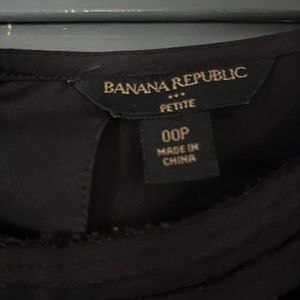 BANANA REPUBLIC
***
PETITE
00P
MADE IN
CHINA